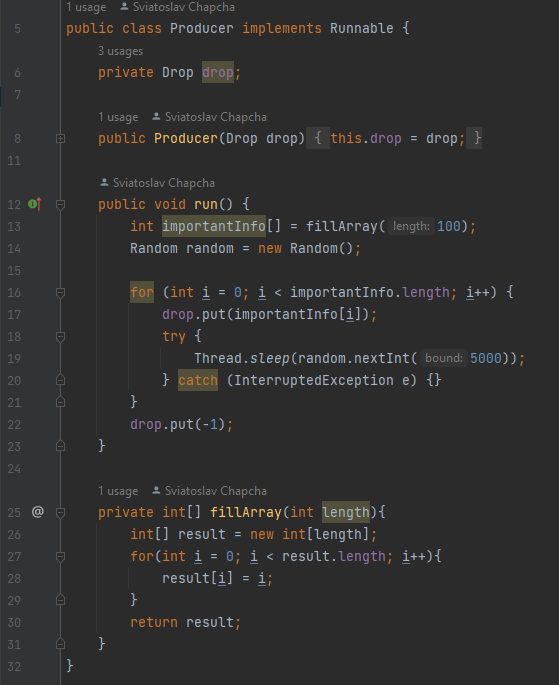 1 usage Sviatoslav Chapcha
5 public class Producer implements Runnable {
3 usages
6 private Drop drop;
7
1 usage Sviatoslav Chapcha
8 public Producer(Drop drop) { this.drop = drop; }
11
Sviatoslav Chapcha
12 public void run() {
13 int importantInfo[] = fillArray( length: 100);
14 Random random = new Random();
15
16 for (int i = 0; i < importantInfo.length; i++) {
17 drop.put(importantInfo[i]);
18 try {
19 Thread.sleep(random.nextInt( bound: 5000));
20 } catch (InterruptedException e) {}
21 }
22 drop.put(-1);
23 }
24
1 usage Sviatoslav Chapcha
25 @ private int[] fillArray(int length){
26 int[] result = new int[length];
27 for(int i = 0; i < result.length; i++){
28 result[i] = i;
29 }
30 return result;
31 }
32 }